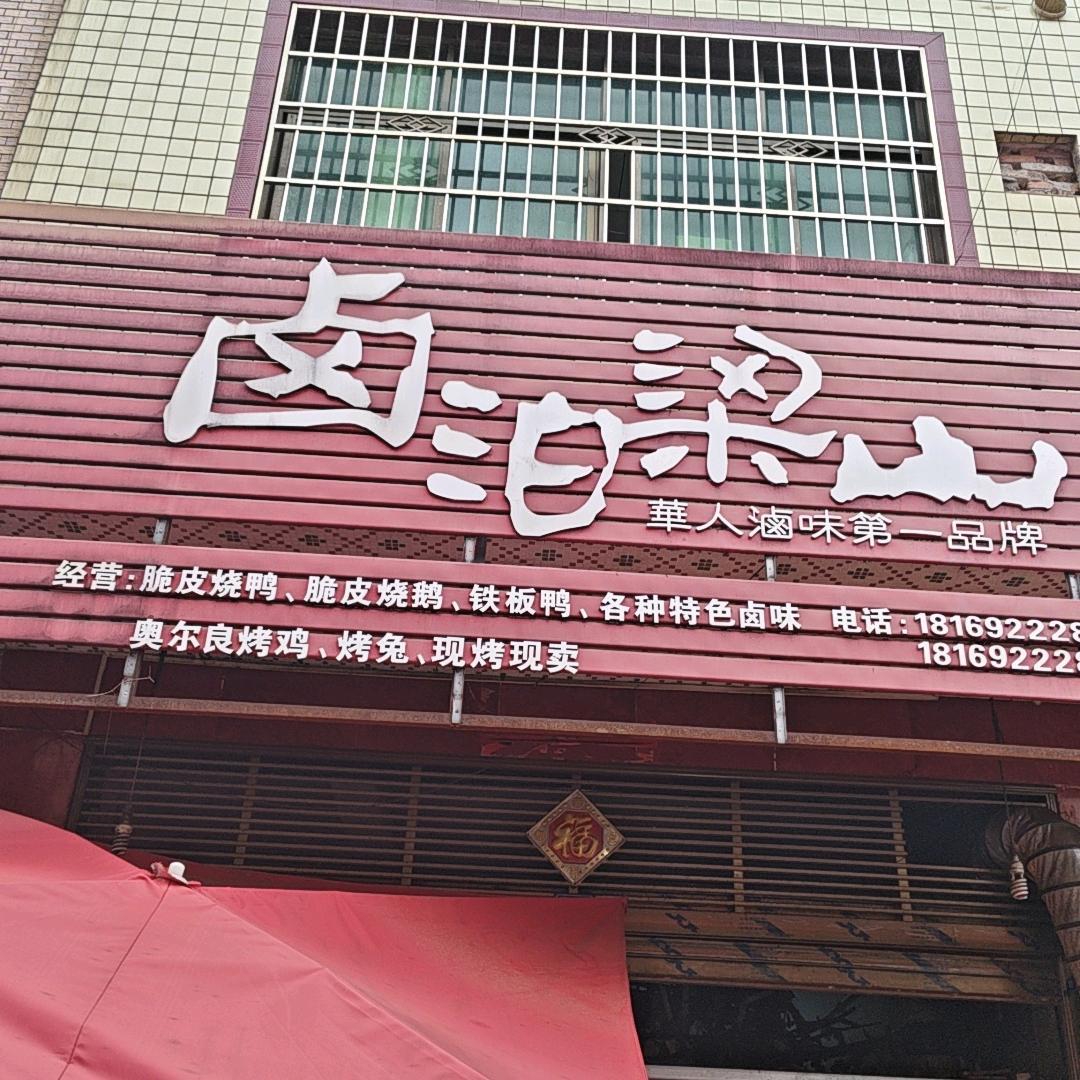 卤泊梁山
華人滷味第一品牌
经营:脆皮烧鸭、脆皮烧鹅、铁板鸭、各种特色卤味 电话:181692228
奥尔良烤鸡、烤兔、现烤现卖 181692228
福